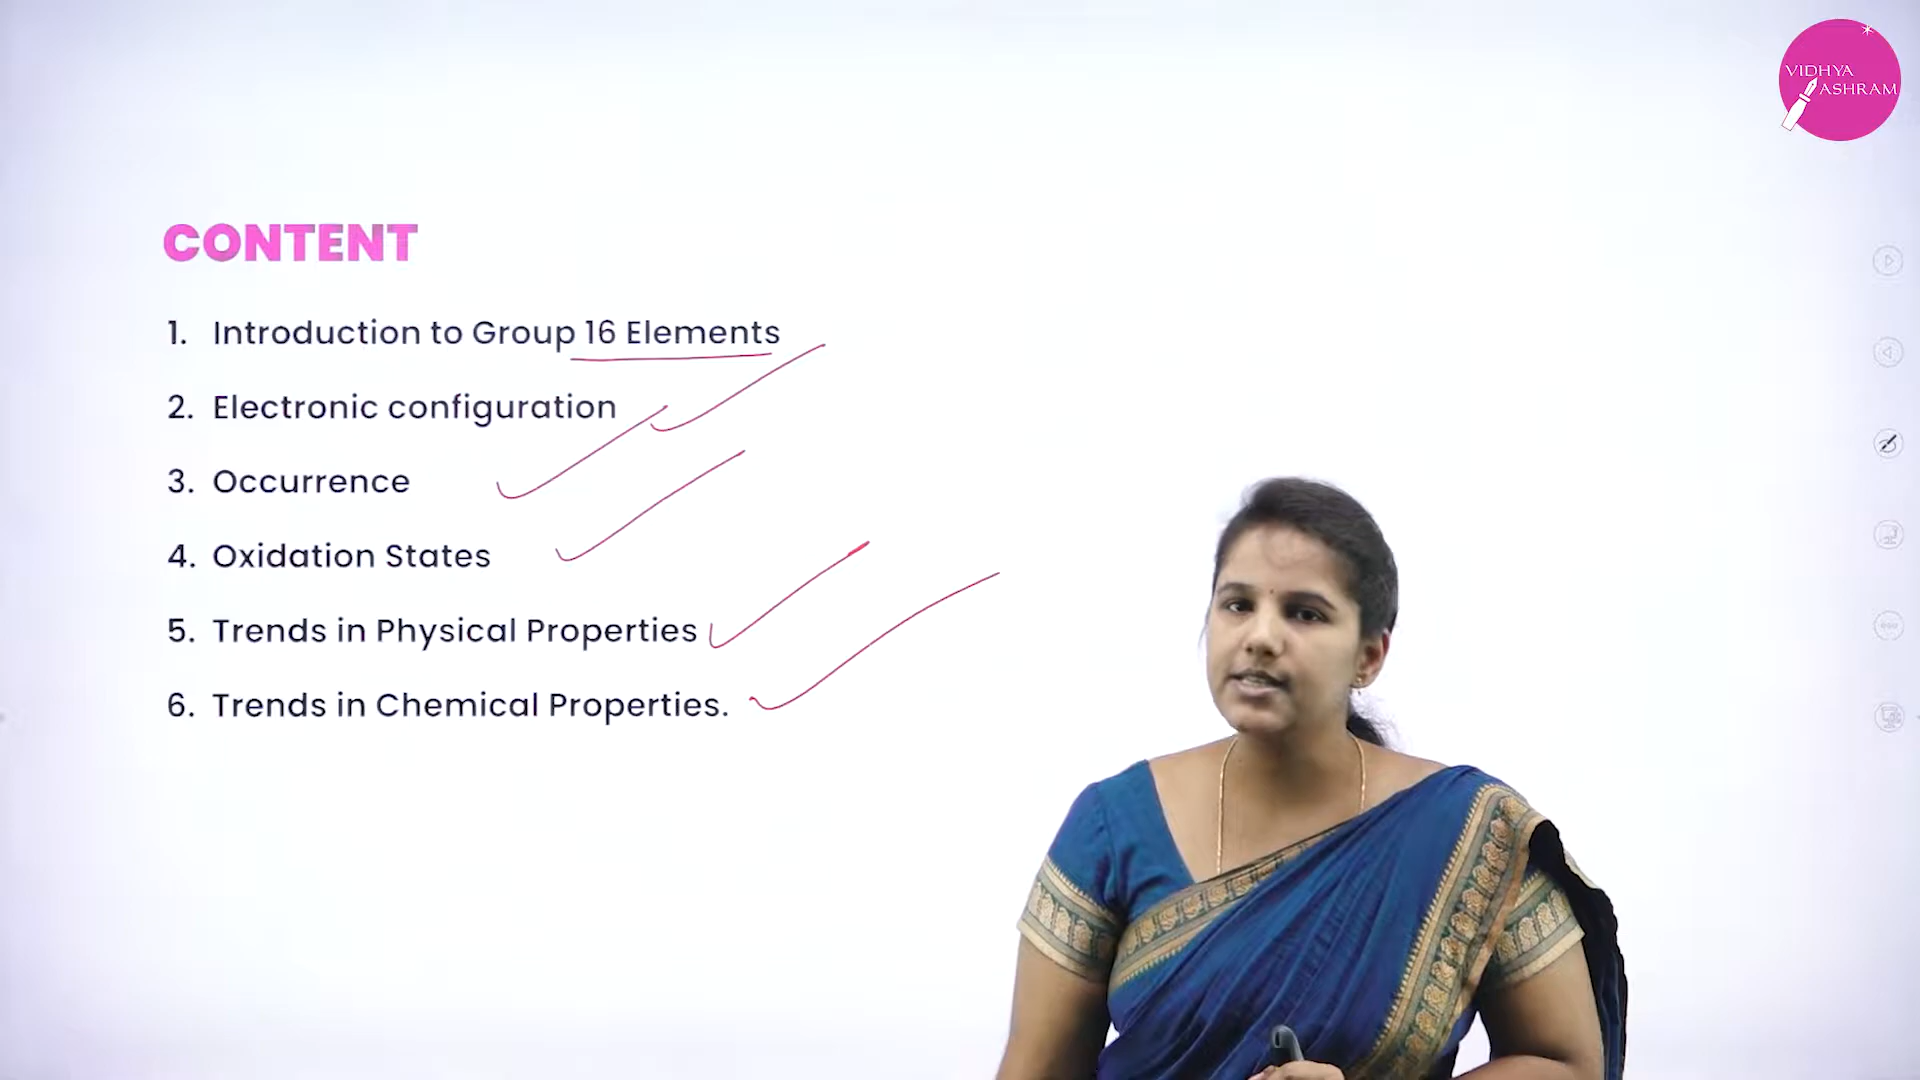 VIDHYA
ASHRAM
CONTENT
1. Introduction to Group 16 Elements
2. Electronic configuration
3. Occurrence
4. Oxidation States
5. Trends in Physical Properties
6. Trends in Chemical Properties.